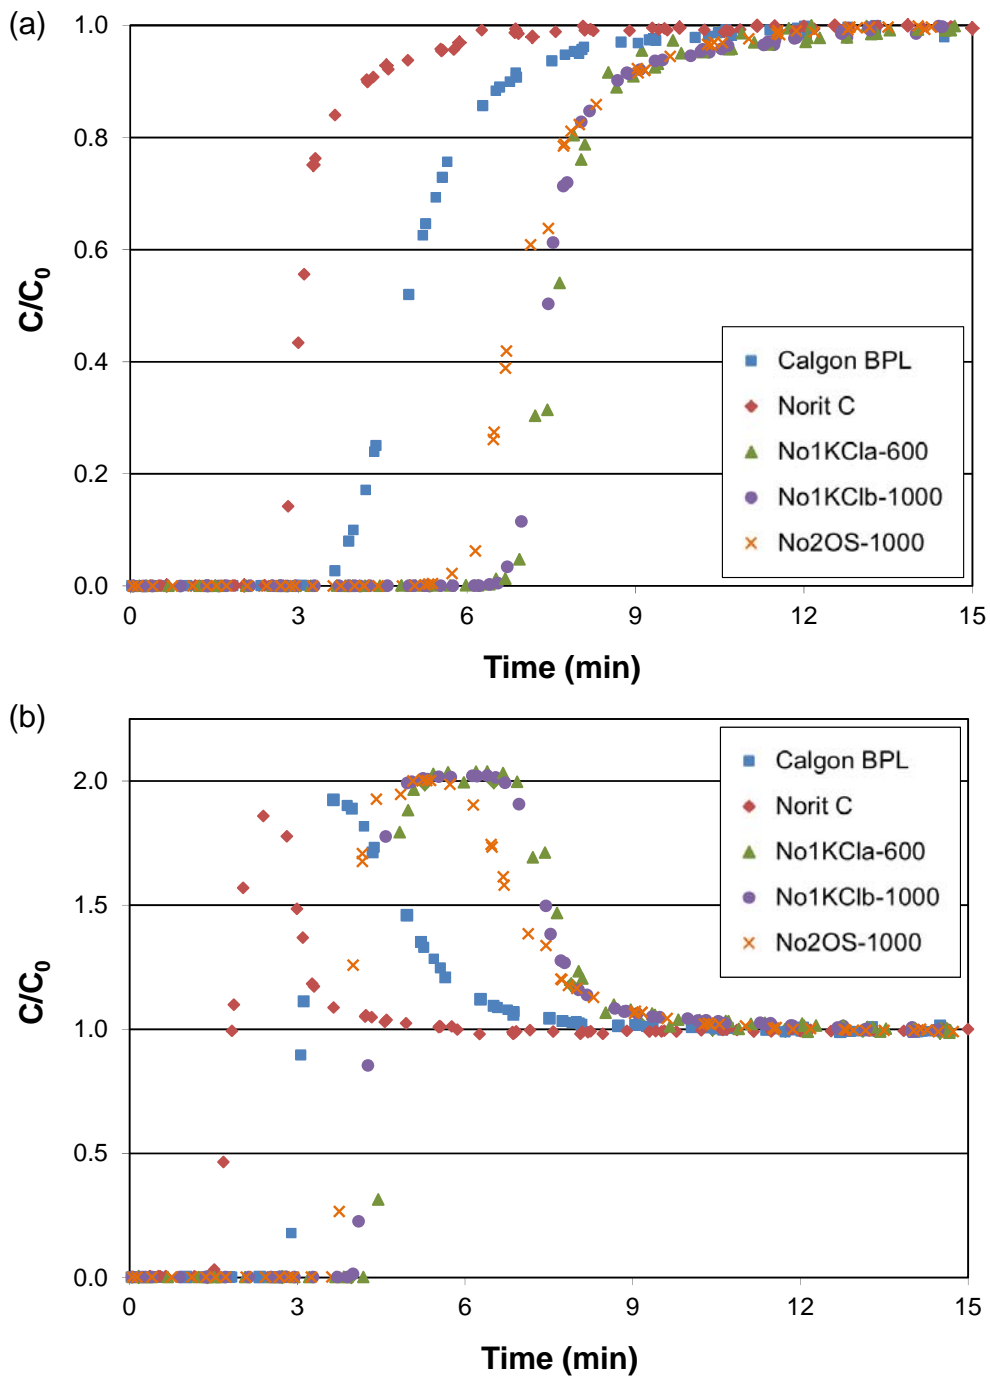 (a)
1.0
0.8
0.6
0.4
0.2
0.0
C/C0
Calgon BPL
Norit C
No1KCla-600
No1KClb-1000
No2OS-1000
0 3 6 9 12 15
Time (min)
(b)
2.0
1.5
1.0
0.5
0.0
C/C0
Calgon BPL
Norit C
No1KCla-600
No1KClb-1000
No2OS-1000
0 3 6 9 12 15
Time (min)